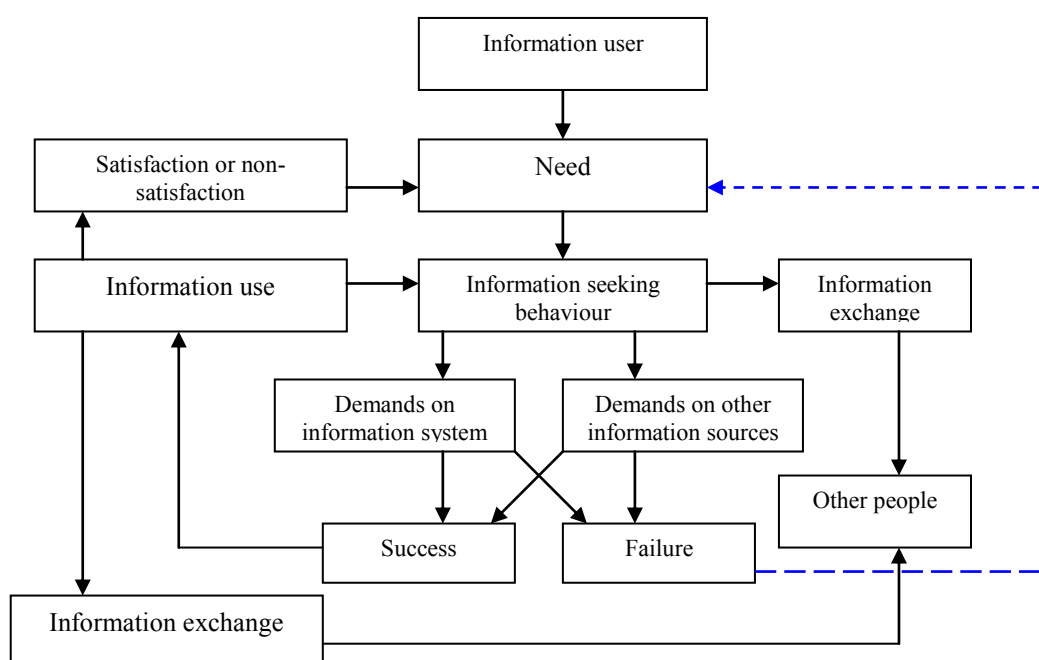 Information user
Satisfaction or non-
satisfaction
Need
Information use
Information seeking
behaviour
Information
exchange
Demands on
information system
Demands on other
information sources
Other people
Success
Failure
Information exchange